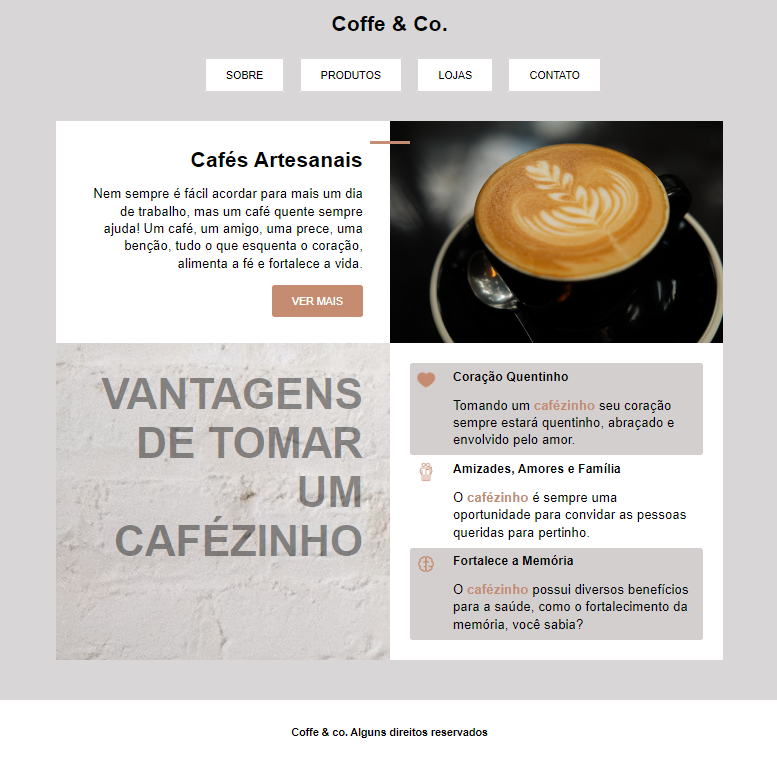 Coffe & Co.
SOBRE
PRODUTOS
LOJAS
CONTATO
Cafés Artesanais
Nem sempre é fácil acordar para mais um dia
de trabalho, mas um café quente sempre
ajuda! Um café, um amigo, uma prece, uma
benção, tudo o que esquenta o coração,
alimenta a fé e fortalece a vida.
VER MAIS
VANTAGENS
DE TOMAR
UM
CAFÉZINHO
Coração Quentinho
Tomando um cafézinho seu coração
sempre estará quentinho, abraçado e
envolvido pelo amor.
Amizades, Amores e Família
O cafézinho é sempre uma
oportunidade para convidar as pessoas
queridas para pertinho.
Fortalece a Memória
O cafézinho possui diversos benefícios
para a saúde, como o fortalecimento da
memória, você sabia?
Coffe & co. Alguns direitos reservados